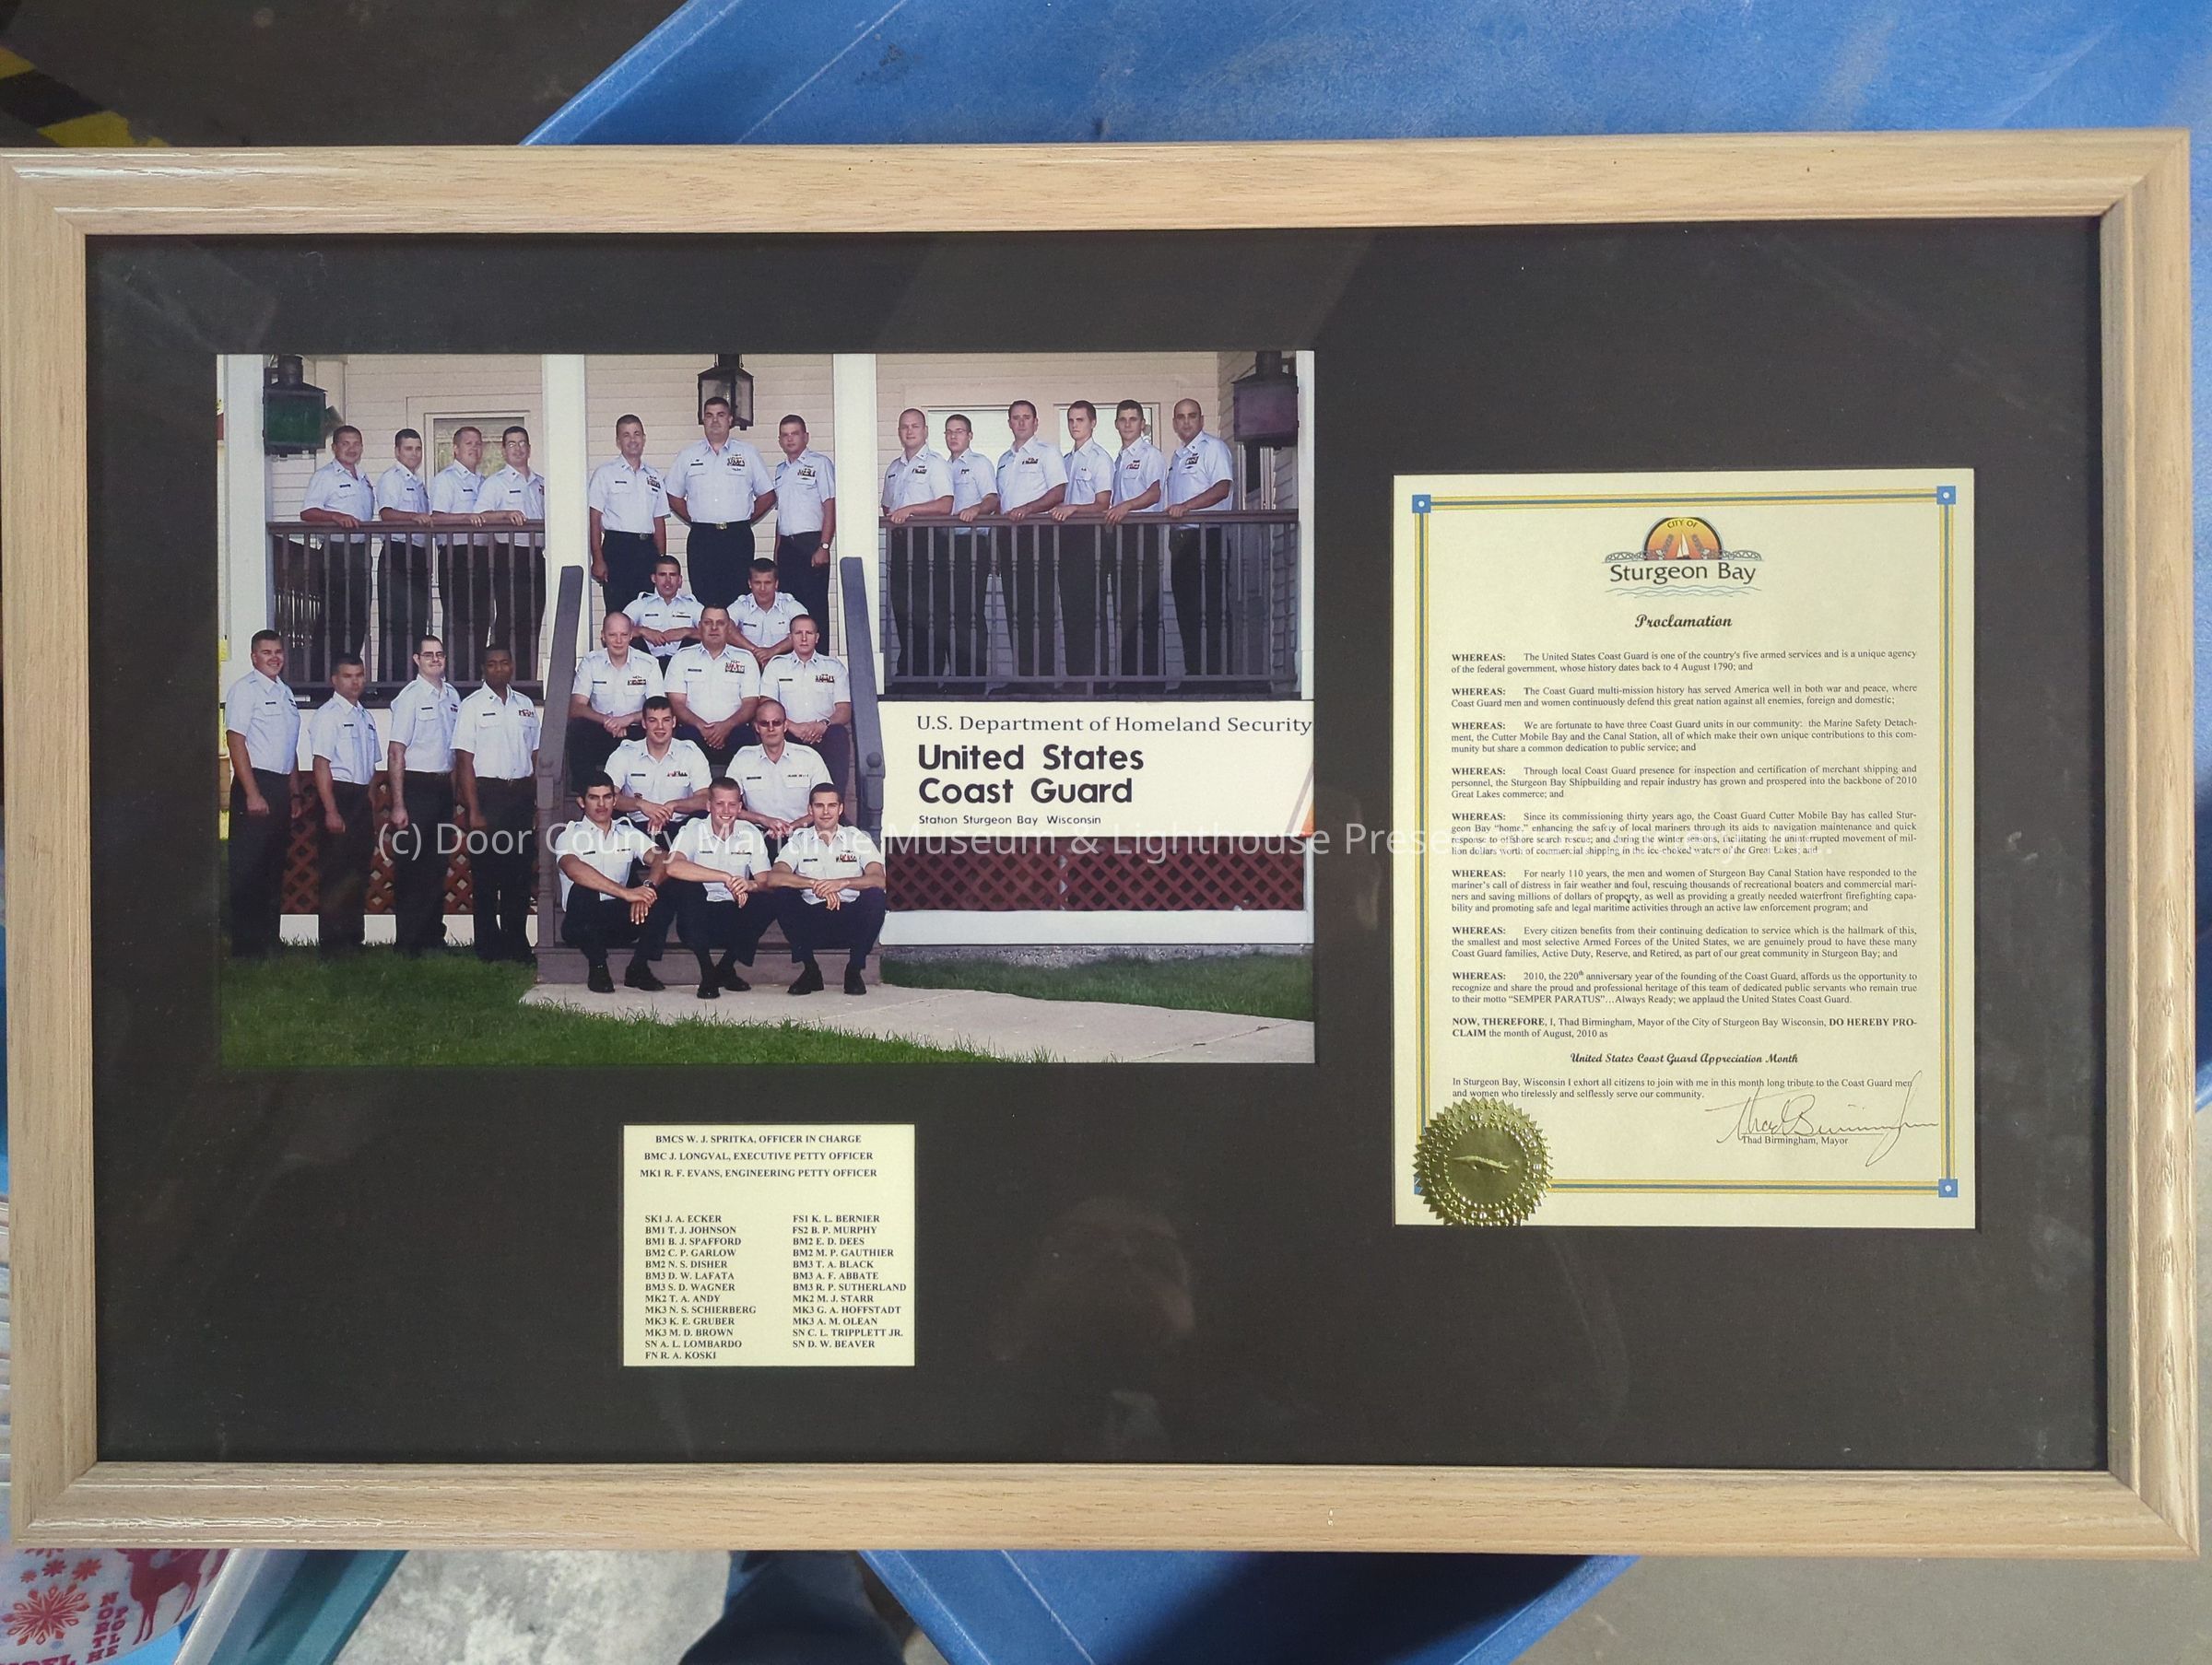 U.S. Department of Homeland Security
United States
Coast Guard
Station Sturgeon Bay Wisconsin
(c) Door County Maritime Museum & Lighthouse
BMCS W. J. SPRITKA, OFFICER IN CHARGE
BMC J. LONGVAL, EXECUTIVE PETTY OFFICER
MK1 R. F. EVANS, ENGINEERING PETTY OFFICER
SK1 J. A. ECKER
BM1 T. J. JOHNSON
BM1 B. J. SPAFFORD
BM2 C. P. GARLOW
BM2 N. S. DISHER
BM3 D. W. LAFATA
BM3 S. D. WAGNER
MK2 T. A. ANDY
MK3 N. S. SCHIERBERG
MK3 K. E. GRUBER
MK3 M. D. BROWN
SN A. L. LOMBARDO
FN R. A. KOSKI
FS1 K. L. BERNIER
FS2 B. P. MURPHY
BM2 E. D. DEES
BM2 M. P. GAUTHIER
BM3 T. A. BLACK
BM3 A. F. ABBATE
BM3 R. P. SUTHERLAND
MK2 M. J. STARR
MK3 G. A. HOFFSTADT
MK3 A. M. OLEAN
SN C. L. TRIPPLETT JR.
SN D. W. BEAVER
CITY OF
Sturgeon Bay
Proclamation
WHEREAS: The United States Coast Guard is one of the country's five armed services and is a unique agency
of the federal government, whose history dates back to 4 August 1790; and
WHEREAS: The Coast Guard multi-mission history has served America well in both war and peace, where
Coast Guard men and women continuously defend this great nation against all enemies, foreign and domestic;
WHEREAS: We are fortunate to have three Coast Guard units in our community: the Marine Safety Detach-
ment, the Cutter Mobile Bay and the Canal Station, all of which make their own unique contributions to this com-
munity but share a common dedication to public service; and
WHEREAS: Through local Coast Guard presence for inspection and certification of merchant shipping and
personnel, the Sturgeon Bay Shipbuilding and repair industry has grown and prospered into the backbone of 2010
Great Lakes commerce; and
WHEREAS: Since its commissioning thirty years ago, the Coast Guard Cutter Mobile Bay has called Stur-
geon Bay "home," enhancing the safety of local mariners through its aids to navigation maintenance and quick
response to offshore search rescue; and during the winter months, facilitating the uninterrupted movement of mil-
lion dollars worth of commercial shipping in the ice-choked waters of the Great Lakes; and
WHEREAS: For nearly 110 years, the men and women of Sturgeon Bay Canal Station have responded to the
mariner's call of distress in fair weather and foul, rescuing thousands of recreational boaters and commercial mari-
ners and saving millions of dollars of property, as well as providing a greatly needed waterfront firefighting capa-
bility and promoting safe and legal maritime activities through an active law enforcement program; and
WHEREAS: Every citizen benefits from their continuing dedication to service which is the hallmark of this,
the smallest and most selective Armed Forces of the United States, we are genuinely proud to have these many
Coast Guard families, Active Duty, Reserve, and Retired, as part of our great community in Sturgeon Bay; and
WHEREAS: 2010, the 220th anniversary year of the founding of the Coast Guard, affords us the opportunity to
recognize and share the proud and professional heritage of this team of dedicated public servants who remain true
to their motto "SEMPER PARATUS"…Always Ready; we applaud the United States Coast Guard.
NOW, THEREFORE, I, Thad Birmingham, Mayor of the City of Sturgeon Bay Wisconsin, DO HEREBY PRO-
CLAIM the month of August, 2010 as
United States Coast Guard Appreciation Month
In Sturgeon Bay, Wisconsin I exhort all citizens to join with me in this month long tribute to the Coast Guard men
and women who tirelessly and selflessly serve our community.
Thad Birmingham
Thad Birmingham, Mayor
NORTH
POLE